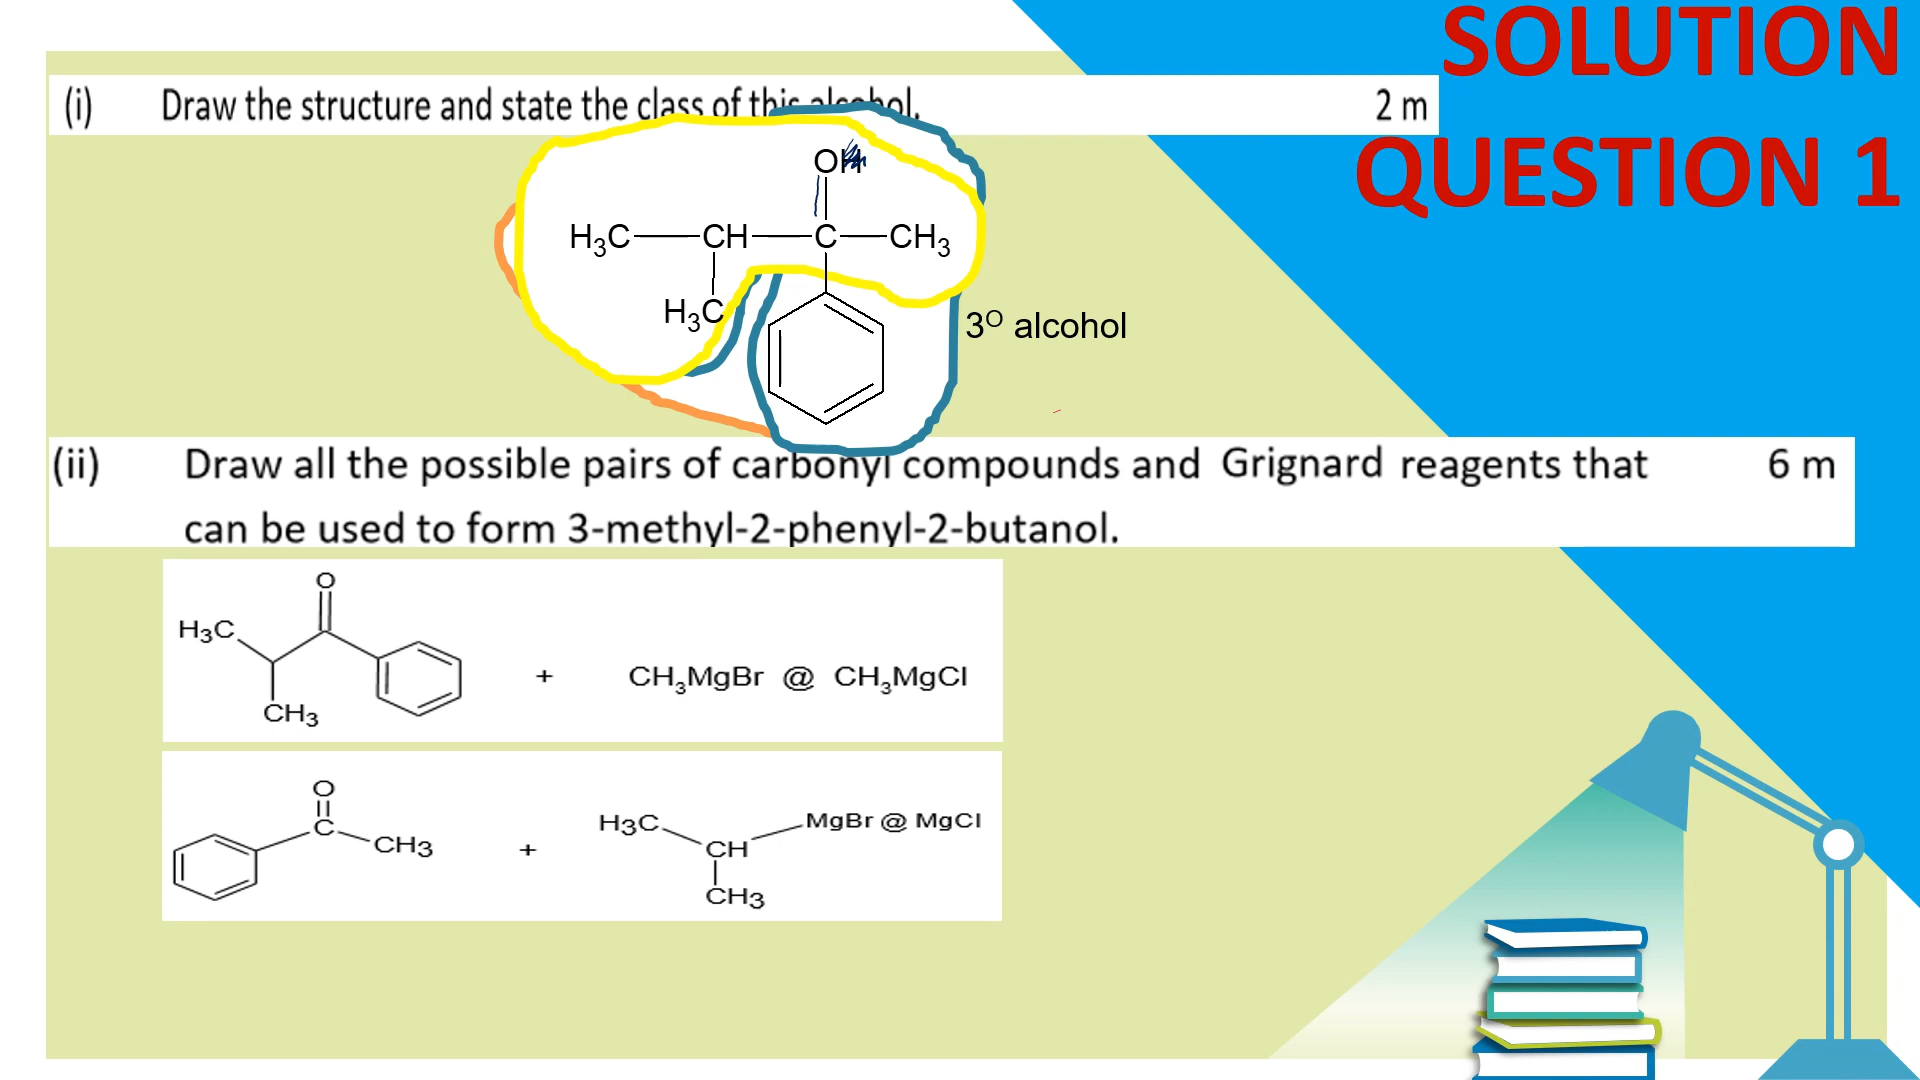 SOLUTION
QUESTION 1
(i) Draw the structure and state the class of this alcohol. 2 m
OH
H₃C CH C CH₃
H₃C
3ᴼ alcohol
(ii) Draw all the possible pairs of carbonyl compounds and Grignard reagents that 6 m
can be used to form 3-methyl-2-phenyl-2-butanol.
O
H₃C
+ CH₃MgBr @ CH₃MgCl
CH₃
O
C CH₃
+
H₃C MgBr @ MgCl
CH
CH₃